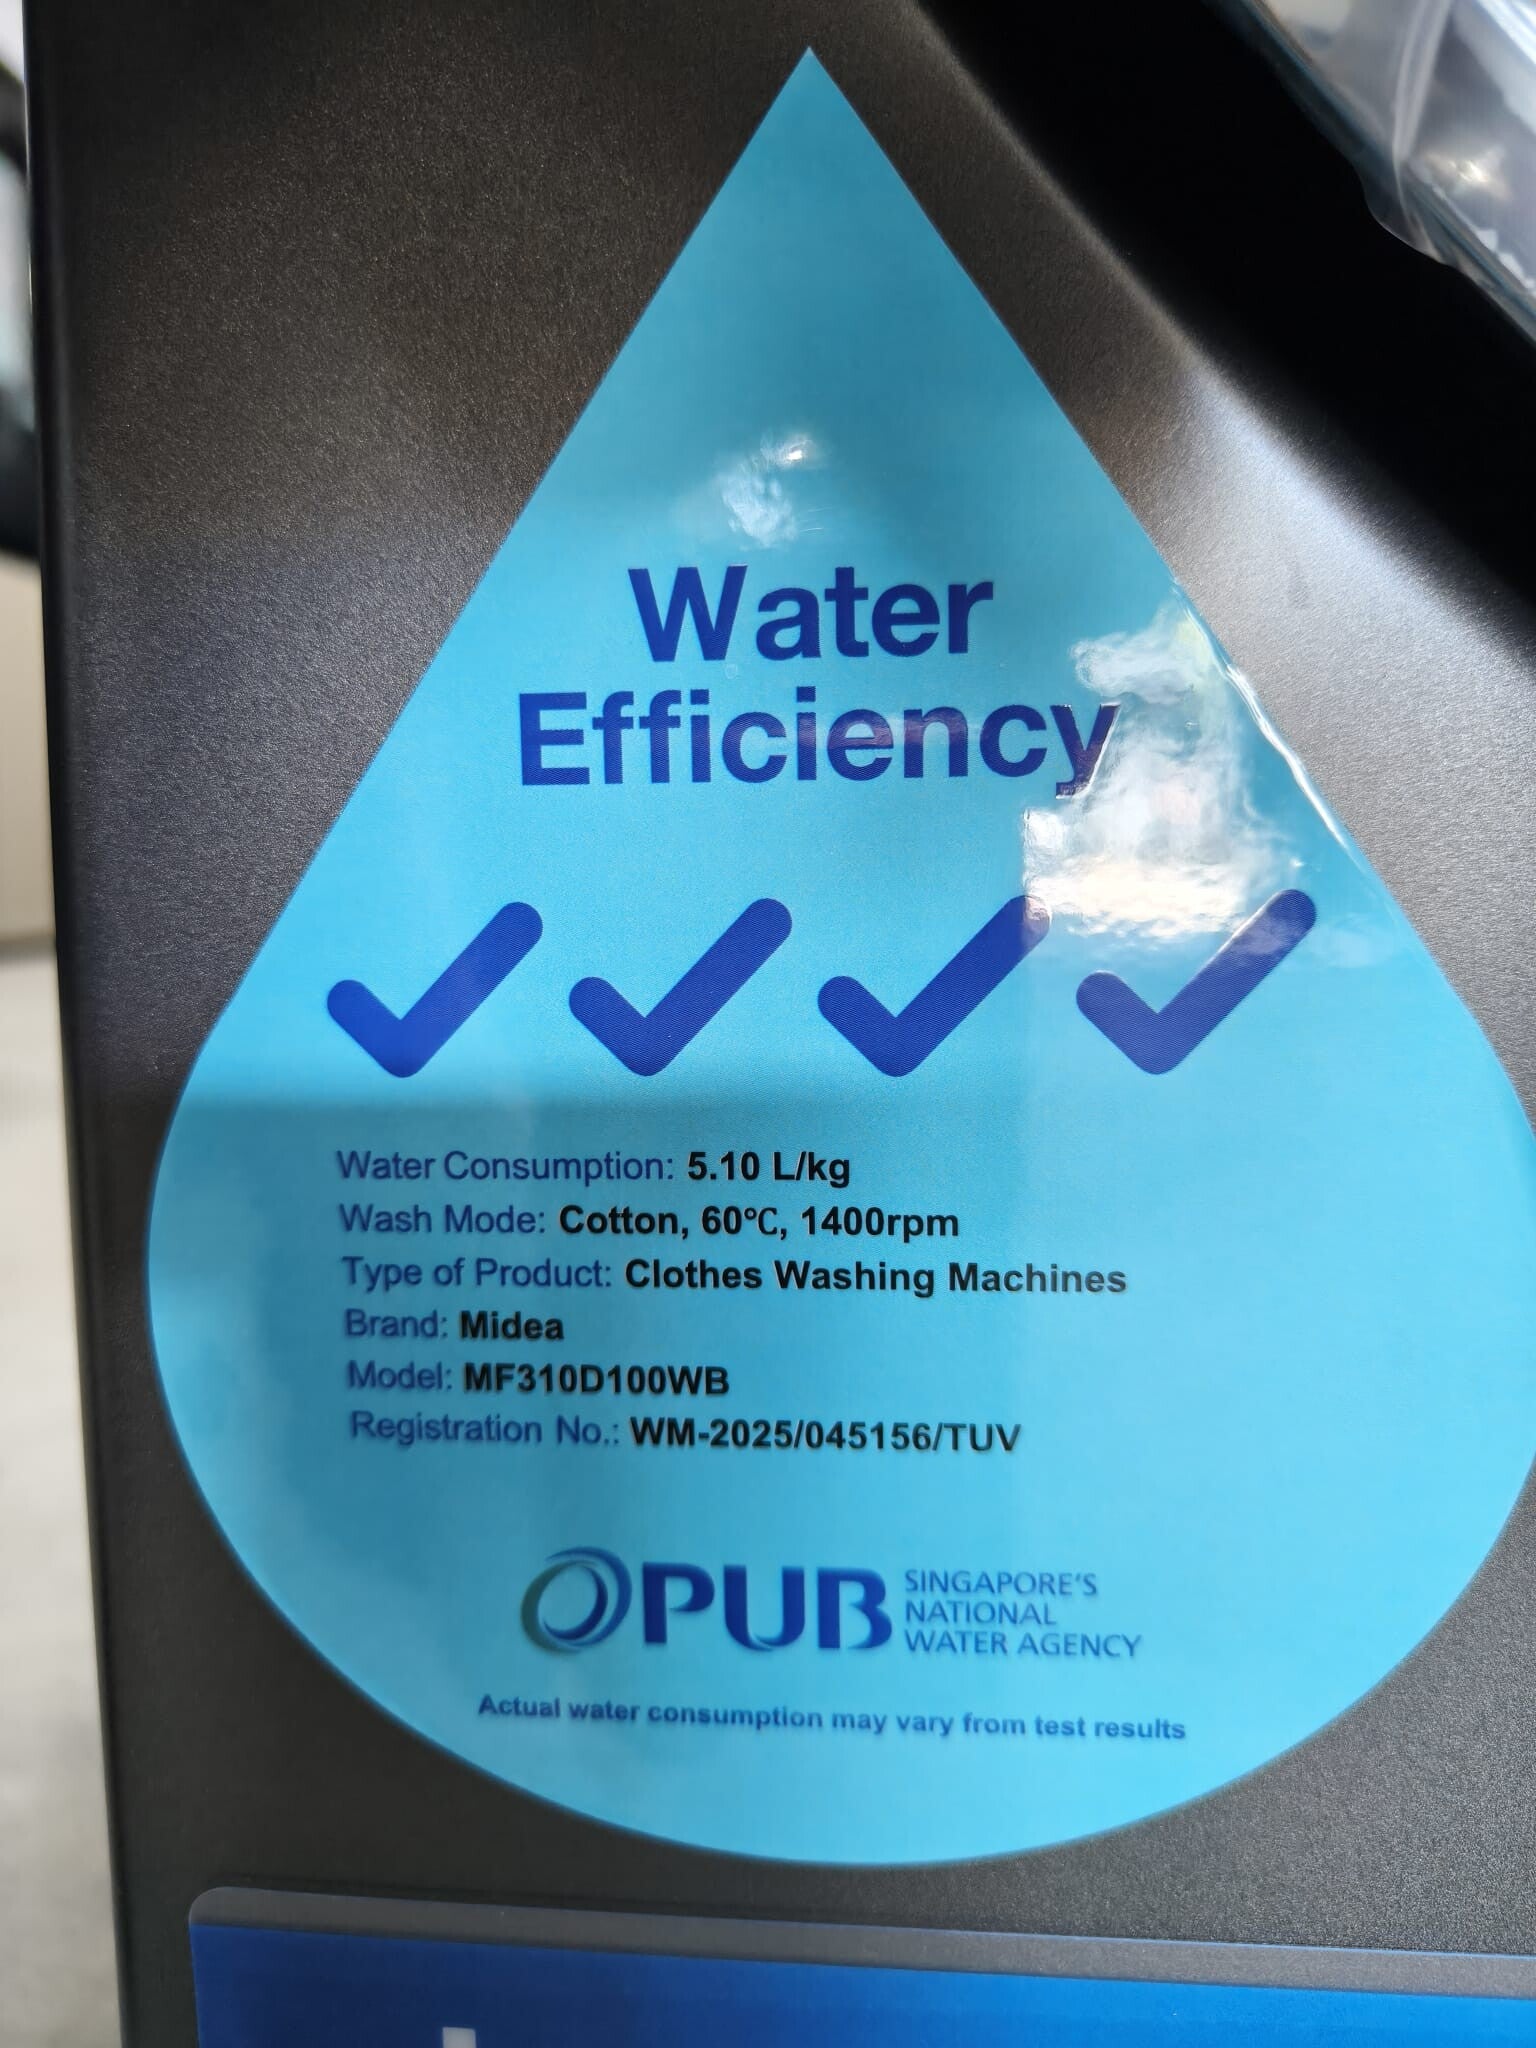 Water
Efficiency
Water Consumption: 5.10 L/kg
Wash Mode: Cotton, 60℃, 1400rpm
Type of Product: Clothes Washing Machines
Brand: Midea
Model: MF310D100WB
Registration No.: WM-2025/045156/TUV
PUB SINGAPORE'S
NATIONAL
WATER AGENCY
Actual water consumption may vary from test results